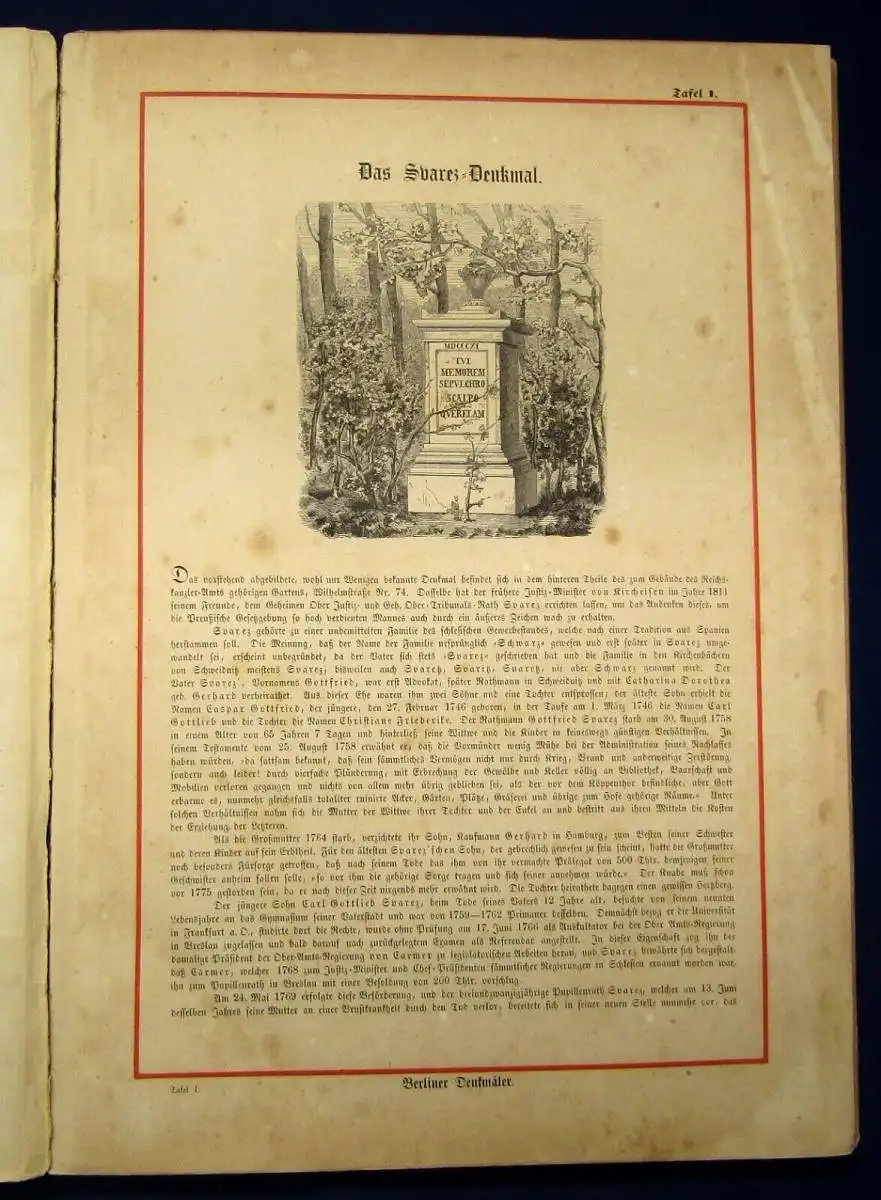 Tafel 1.
Das Svarez-Denkmal.
MDCCCXI
TVI
MEMOREM
SEPVLCHRO
SCALPO
QVERELAM
Das vorstehend abgebildete, wohl nur Wenigen bekannte Denkmal befindet sich in dem hinteren Theile des zum Gebäude des Reichs-
kanzler-Amts gehörigen Gartens, Wilhelmstraße Nr. 74. Dasselbe hat der frühere Justiz-Minister von Kircheisen im Jahre 1811
seinem Freunde, dem Geheimen Ober Justiz- und Geh. Ober-Tribunals-Rath Svarez errichten lassen, um das Andenken dieses, um
die Preußische Gesetzgebung so hoch verdienten Mannes auch durch ein äußeres Zeichen wach zu erhalten.
Svarez gehörte zu einer unbemittelten Familie des schlesischen Gewerbestandes, welche nach einer Tradition aus Spanien
herstammen soll. Die Meinung, daß der Name der Familie ursprünglich »Schwarz« gewesen und erst später in Svarez umge-
wandelt sei, erscheint unbegründet, da der Vater sich stets »Svarez« geschrieben hat und die Familie in den Kirchenbüchern
von Schweidnitz meistens Svarez, bisweilen auch Svaretz, Svaritz, Suaretz, nie aber Schwarz genannt wird. Der
Vater Svarez', Vornamens Gottfried, war erst Advokat, später Rathmann in Schweidnitz und mit Catharina Dorothea
geb. Gerhard verheirathet. Aus dieser Ehe waren ihm zwei Söhne und eine Tochter entsprossen; der älteste Sohn erhielt die
Namen Caspar Gottfried, der jüngere, den 27. Februar 1746 geboren, in der Taufe am 1. März 1746 die Namen Carl
Gottlieb und die Tochter die Namen Christiane Friederike. Der Rathmann Gottfried Svarez starb am 30. August 1758
in einem Alter von 65 Jahren 7 Tagen und hinterließ seine Wittwe und die Kinder in keineswegs günstigen Verhältnissen. In
seinem Testamente vom 25. August 1758 erwähnt er, daß die Vormünder wenig Mühe bei der Administration seines Nachlasses
haben würden, »da sattsam bekannt, daß sein sämmtliches Vermögen nicht nur durch Krieg, Brand und anderweitige Zerstörung,
sondern auch leider! durch vierfache Plünderung, mit Erbrechung der Gewölbe und Keller völlig an Bibliothek, Baarschaft und
Mobilien verloren gegangen und nichts von allem mehr übrig geblieben sei, als der vor dem Köppenthor befindliche, aber Gott
erbarme es, nunmehr gleichfalls totaliter ruinirte Acker, Gärten, Plätze, Gräserei und übrige zum Hofe gehörige Räume.« Unter
solchen Verhältnissen nahm sich die Mutter der Wittwe ihrer Tochter und der Enkel an und bestritt aus ihren Mitteln die Kosten
der Erziehung der Letzteren.
Als die Großmutter 1764 starb, verzichtete ihr Sohn, Kaufmann Gerhard in Hamburg, zum Besten seiner Schwester
und deren Kinder auf sein Erbtheil. Für den ältesten Svarez'schen Sohn, der gebrechlich gewesen zu sein scheint, hatte die Großmutter
noch besonders Fürsorge getroffen, daß nach seinem Tode das ihm von ihr vermachte Prälegat von 500 Thlr. demjenigen seiner
Geschwister anheim fallen solle, »so vor ihm die gehörige Sorge tragen und sich seiner annehmen würde.« Der Knabe muß schon
vor 1775 gestorben sein, da er nach dieser Zeit nirgends mehr erwähnt wird. Die Tochter heirathete dagegen einen gewissen Hertzberg.
Der jüngere Sohn Carl Gottlieb Svarez, beim Tode seines Vaters 12 Jahre alt, besuchte von seinem neunten
Lebensjahre an das Gymnasium seiner Vaterstadt und war von 1759—1762 Primaner desselben. Demnächst bezog er die Universität
in Frankfurt a. O., studirte dort die Rechte, wurde ohne Prüfung am 17. Juni 1766 als Auskultator bei der Ober Amts-Regierung
in Breslau zugelassen und bald darauf nach zurückgelegtem Examen als Referendar angestellt. In dieser Eigenschaft zog ihn der
damalige Präsident der Ober-Amts-Regierung von Carmer zu legislatorischen Arbeiten heran, und Svarez bewährte sich dergestalt,
daß Carmer, welcher 1768 zum Justiz-Minister und Chef-Präsidenten sämmtlicher Regierungen in Schlesien ernannt worden war,
ihn zum Pupillenrath in Breslau mit einer Besoldung von 200 Thlr. vorschlug.
Am 24. Mai 1769 erfolgte diese Beförderung, und der dreiundzwanzigjährige Pupillenrath Svarez, welcher am 13. Juni
desselben Jahres seine Mutter an einer Brustkrankheit durch den Tod verlor, bereitete sich in seiner neuen Stelle nunmehr vor, das
Tafel 1.
Berliner Denkmäler.